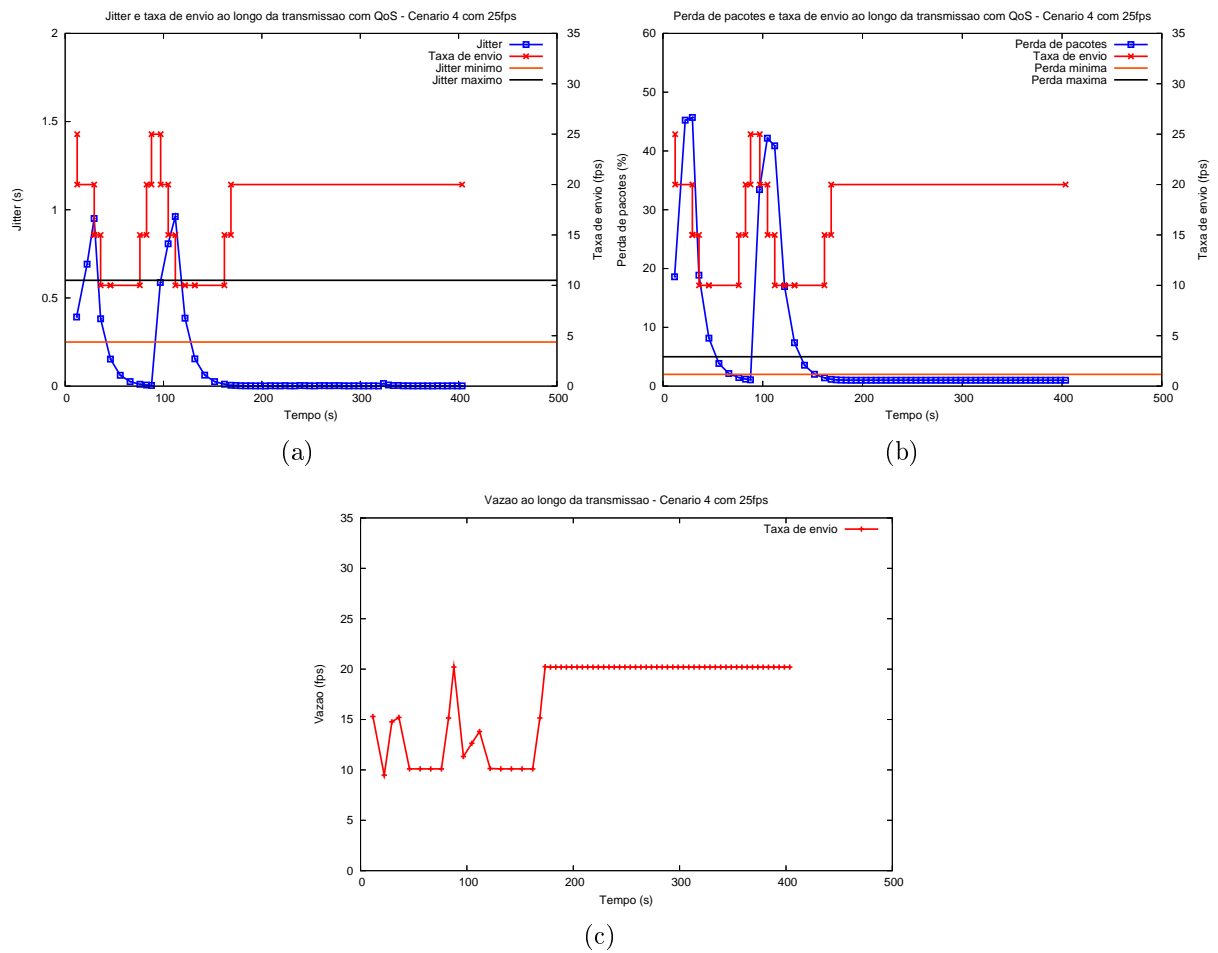 Jitter e taxa de envio ao longo da transmissao com QoS - Cenario 4 com 25fps
2
1.5
1
0.5
0
Jitter (s)
35
30
25
20
15
10
5
0
Taxa de envio (fps)
Jitter
Taxa de envio
Jitter minimo
Jitter maximo
0 100 200 300 400 500
Tempo (s)
(a)
Perda de pacotes e taxa de envio ao longo da transmissao com QoS - Cenario 4 com 25fps
60
50
40
30
20
10
0
Perda de pacotes (%)
35
30
25
20
15
10
5
0
Taxa de envio (fps)
Perda de pacotes
Taxa de envio
Perda minima
Perda maxima
0 100 200 300 400 500
Tempo (s)
(b)
Vazao ao longo da transmissao - Cenario 4 com 25fps
35
30
25
20
15
10
5
0
Vazao (fps)
Taxa de envio
0 100 200 300 400 500
Tempo (s)
(c)